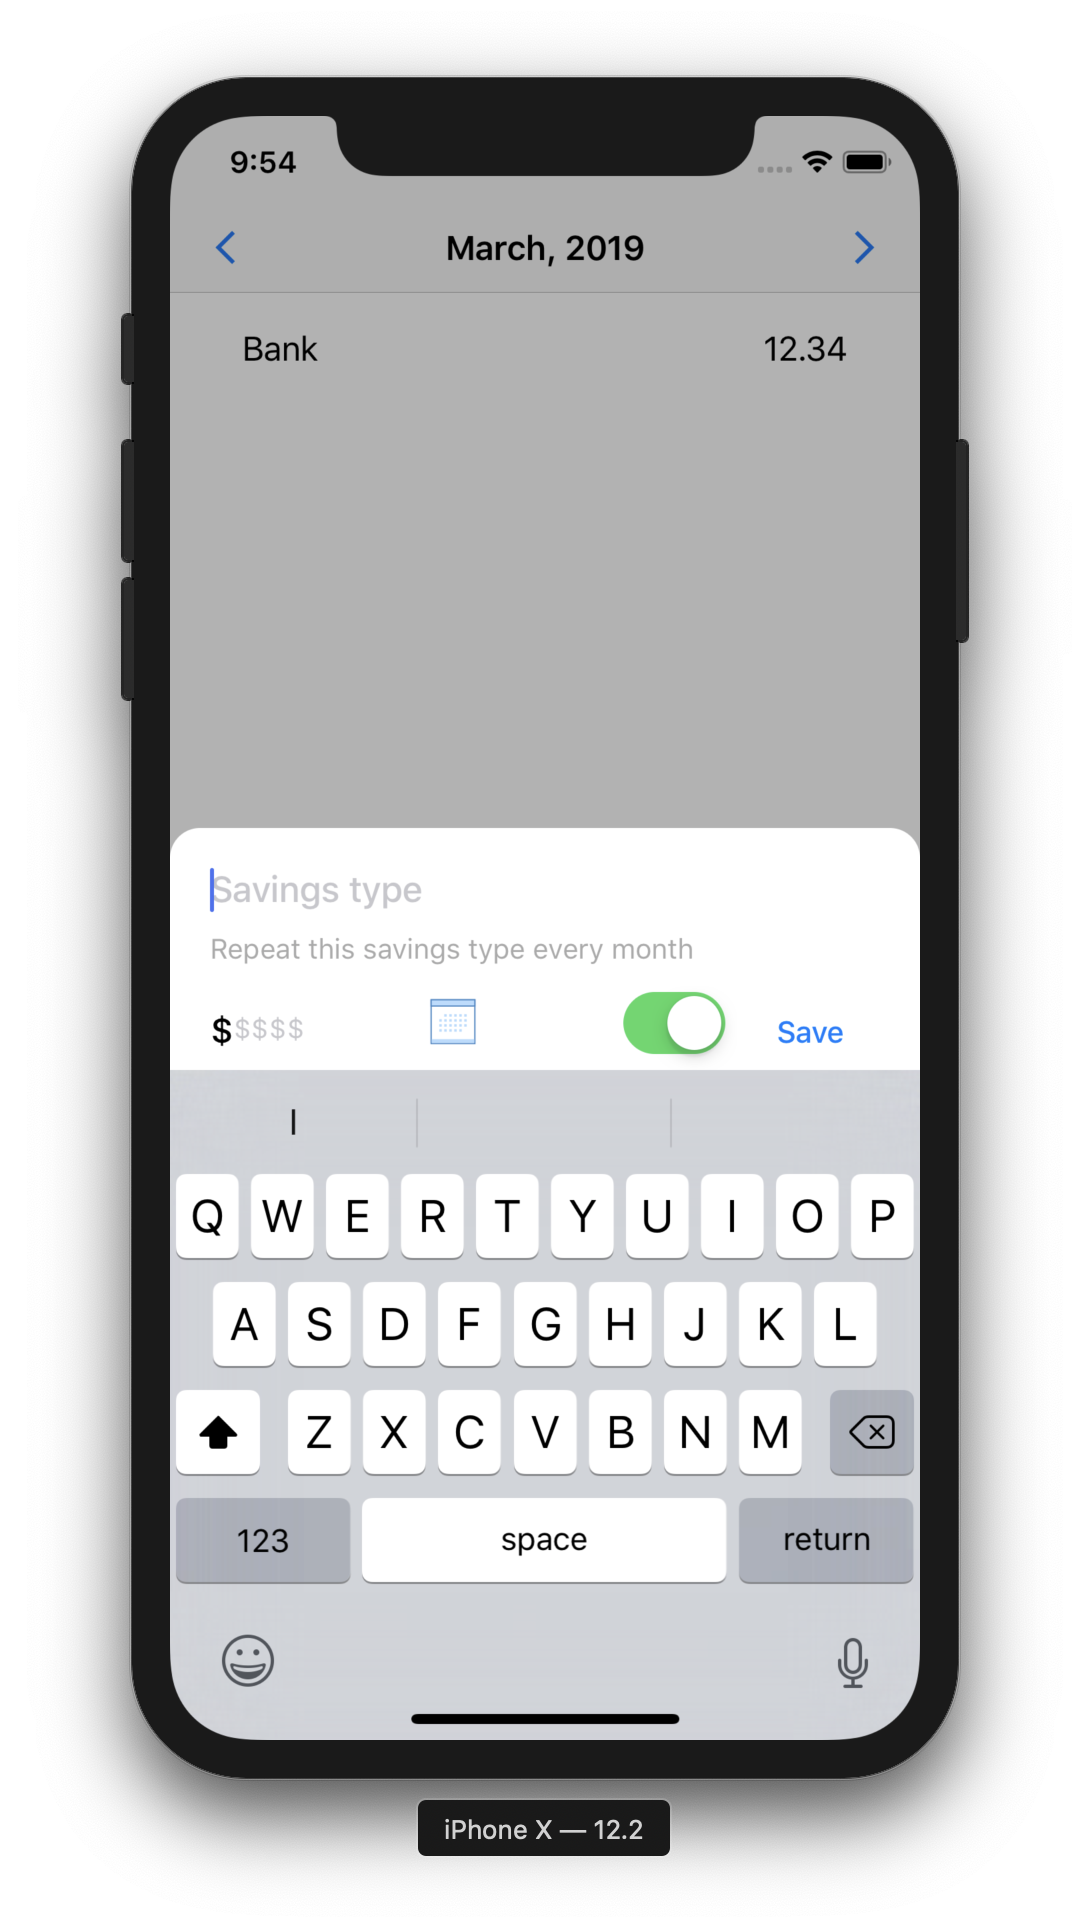 9:54
March, 2019
Bank 12.34
Savings type
Repeat this savings type every month
$$$$$ Save
I
Q W E R T Y U I O P
A S D F G H J K L
Z X C V B N M
123 space return
iPhone X — 12.2